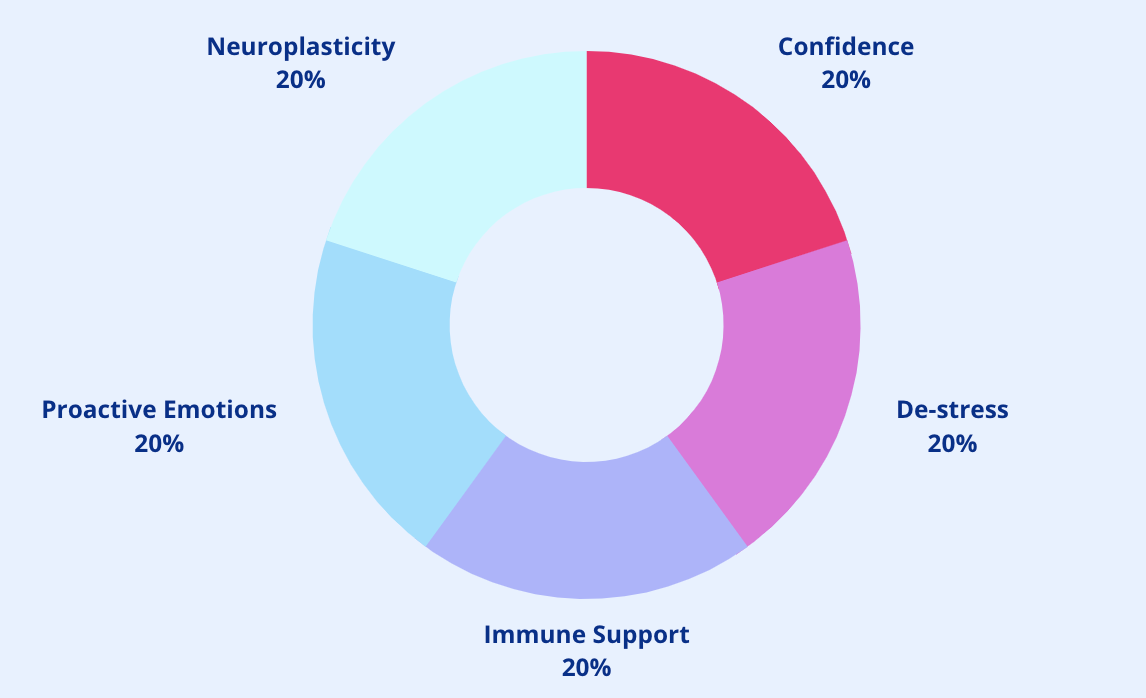 Neuroplasticity
20%
Confidence
20%
Proactive Emotions
20%
De-stress
20%
Immune Support
20%